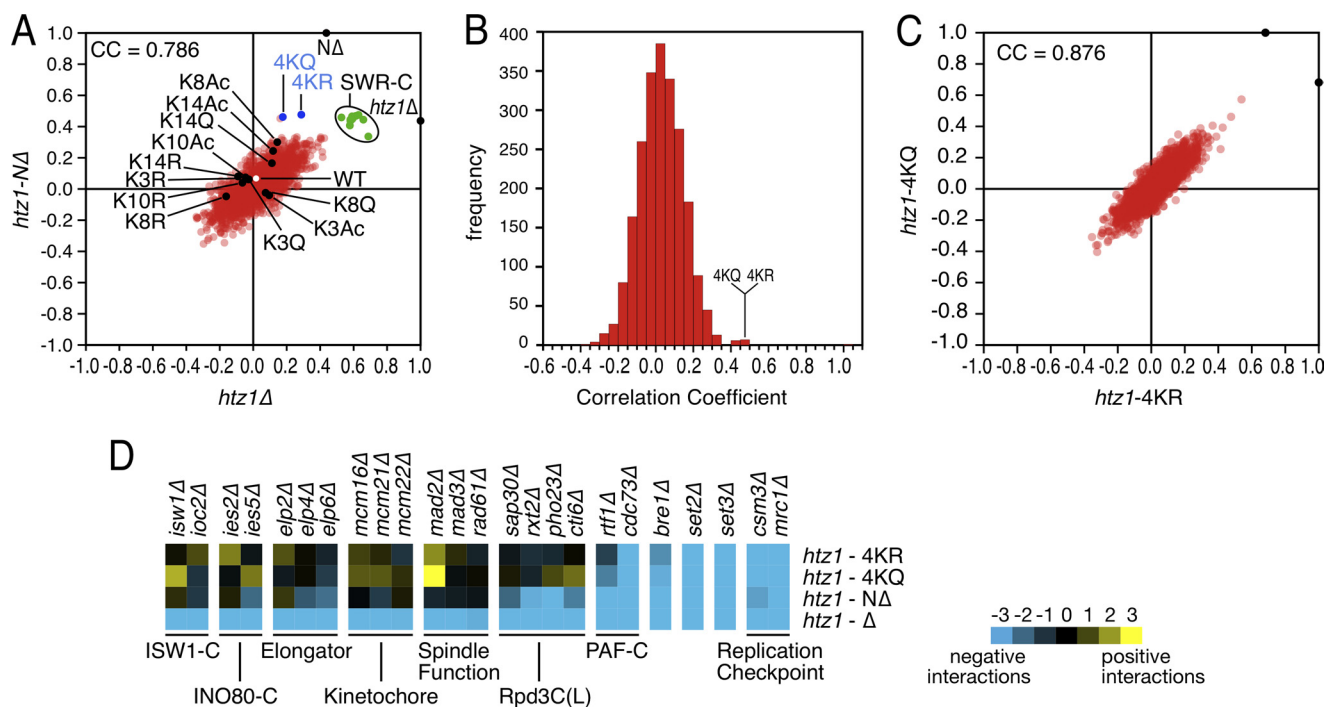 A
CC = 0.786
1.0
0.8
0.6
0.4
0.2
0.0
-0.2
-0.4
-0.6
-0.8
-1.0
htz1-NΔ
NΔ
4KQ
4KR
SWR-C
htz1Δ
K8Ac
K14Ac
K14Q
K10Ac
K14R
K3R
K10R
K8R
WT
K8Q
K3Ac
K3Q
-1.0 -0.8 -0.6 -0.4 -0.2 0.0 0.2 0.4 0.6 0.8 1.0
htz1Δ
B
400
350
300
250
200
150
100
50
0
frequency
4KQ 4KR
-0.6 -0.4 -0.2 0.0 0.2 0.4 0.6 0.8 1.0
Correlation Coefficient
C
CC = 0.876
1.0
0.8
0.6
0.4
0.2
0.0
0.2
0.4
0.6
0.8
-1.0
htz1-4KQ
-1.0 -0.8 -0.6 -0.4 -0.2 0.0 0.2 0.4 0.6 0.8 1.0
htz1-4KR
D
isw1Δ
ioc2Δ
ies2Δ
ies5Δ
elp2Δ
elp4Δ
elp6Δ
mcm16Δ
mcm21Δ
mcm22Δ
mad2Δ
mad3Δ
rad61Δ
sap30Δ
rxt2Δ
pho23Δ
cti6Δ
rtf1Δ
cdc73Δ
bre1Δ
set2Δ
set3Δ
csm3Δ
mrc1Δ
htz1 - 4KR
htz1 - 4KQ
htz1 - NΔ
htz1 - Δ
ISW1-C
INO80-C
Elongator
Kinetochore
Spindle
Function
Rpd3C(L)
PAF-C
Replication
Checkpoint
-3 -2 -1 0 1 2 3
negative
interactions
positive
interactions